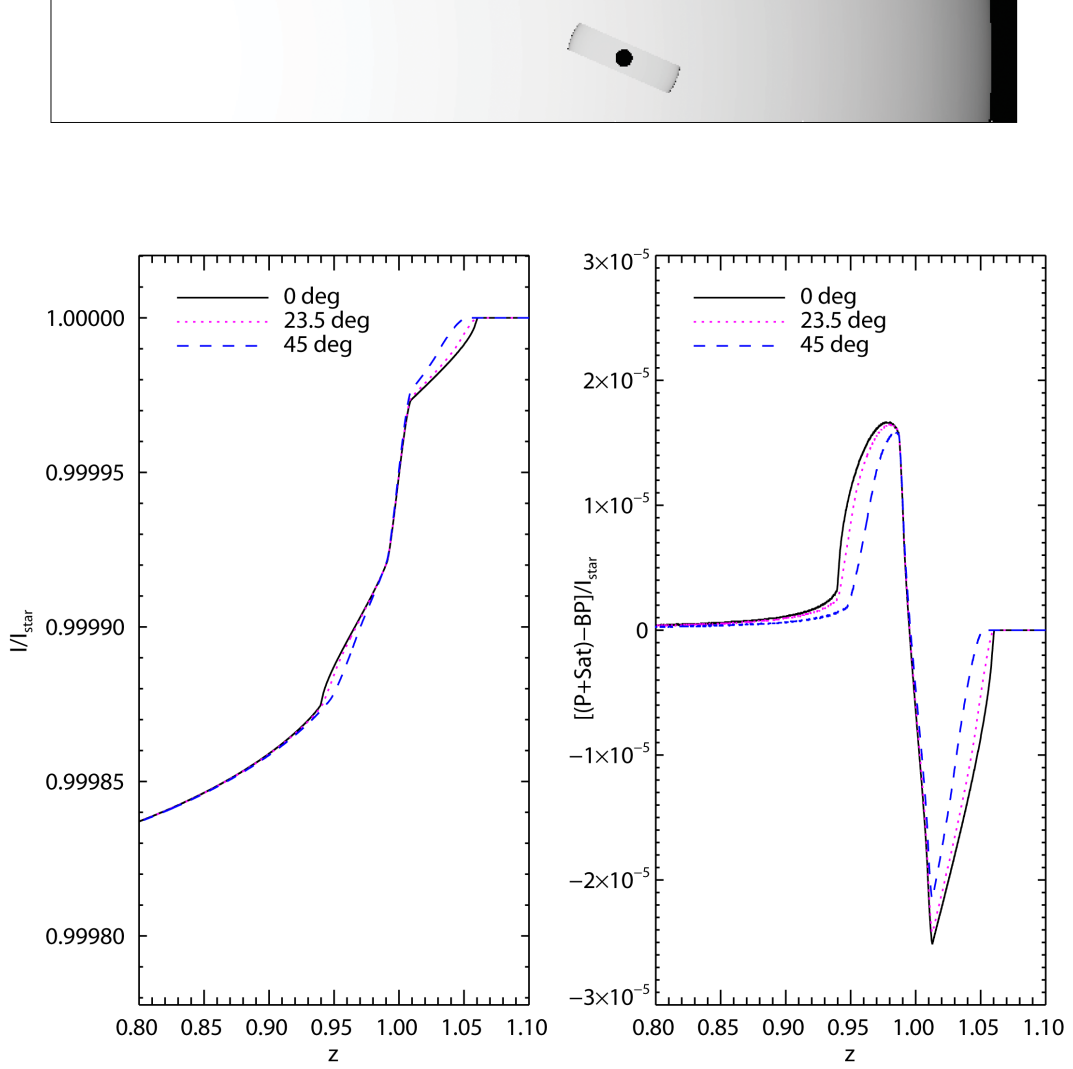 I/I_star
1.00000
0.99995
0.99990
0.99985
0.99980
0 deg
23.5 deg
45 deg
0.80 0.85 0.90 0.95 1.00 1.05 1.10
z
[(P+Sat)−BP]/I_star
3×10⁻⁵
2×10⁻⁵
1×10⁻⁵
0
−1×10⁻⁵
−2×10⁻⁵
−3×10⁻⁵
0 deg
23.5 deg
45 deg
0.80 0.85 0.90 0.95 1.00 1.05 1.10
z